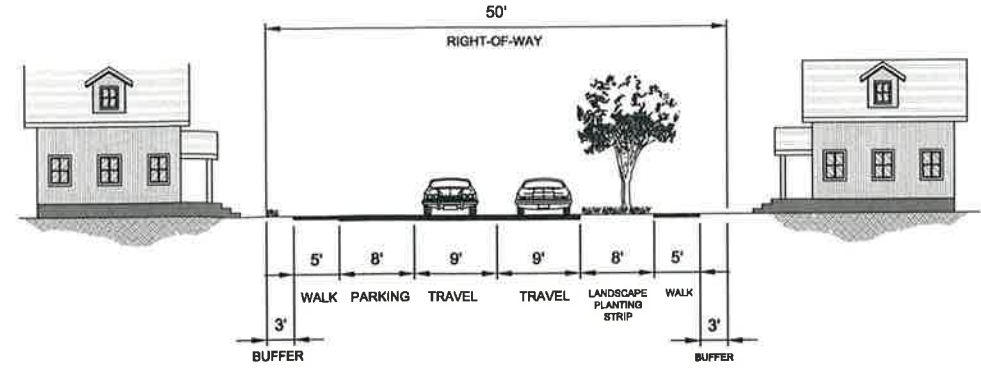 50'
RIGHT-OF-WAY
5' 8' 9' 9' 8' 5'
WALK PARKING TRAVEL TRAVEL LANDSCAPE PLANTING STRIP WALK
3' 3'
BUFFER BUFFER